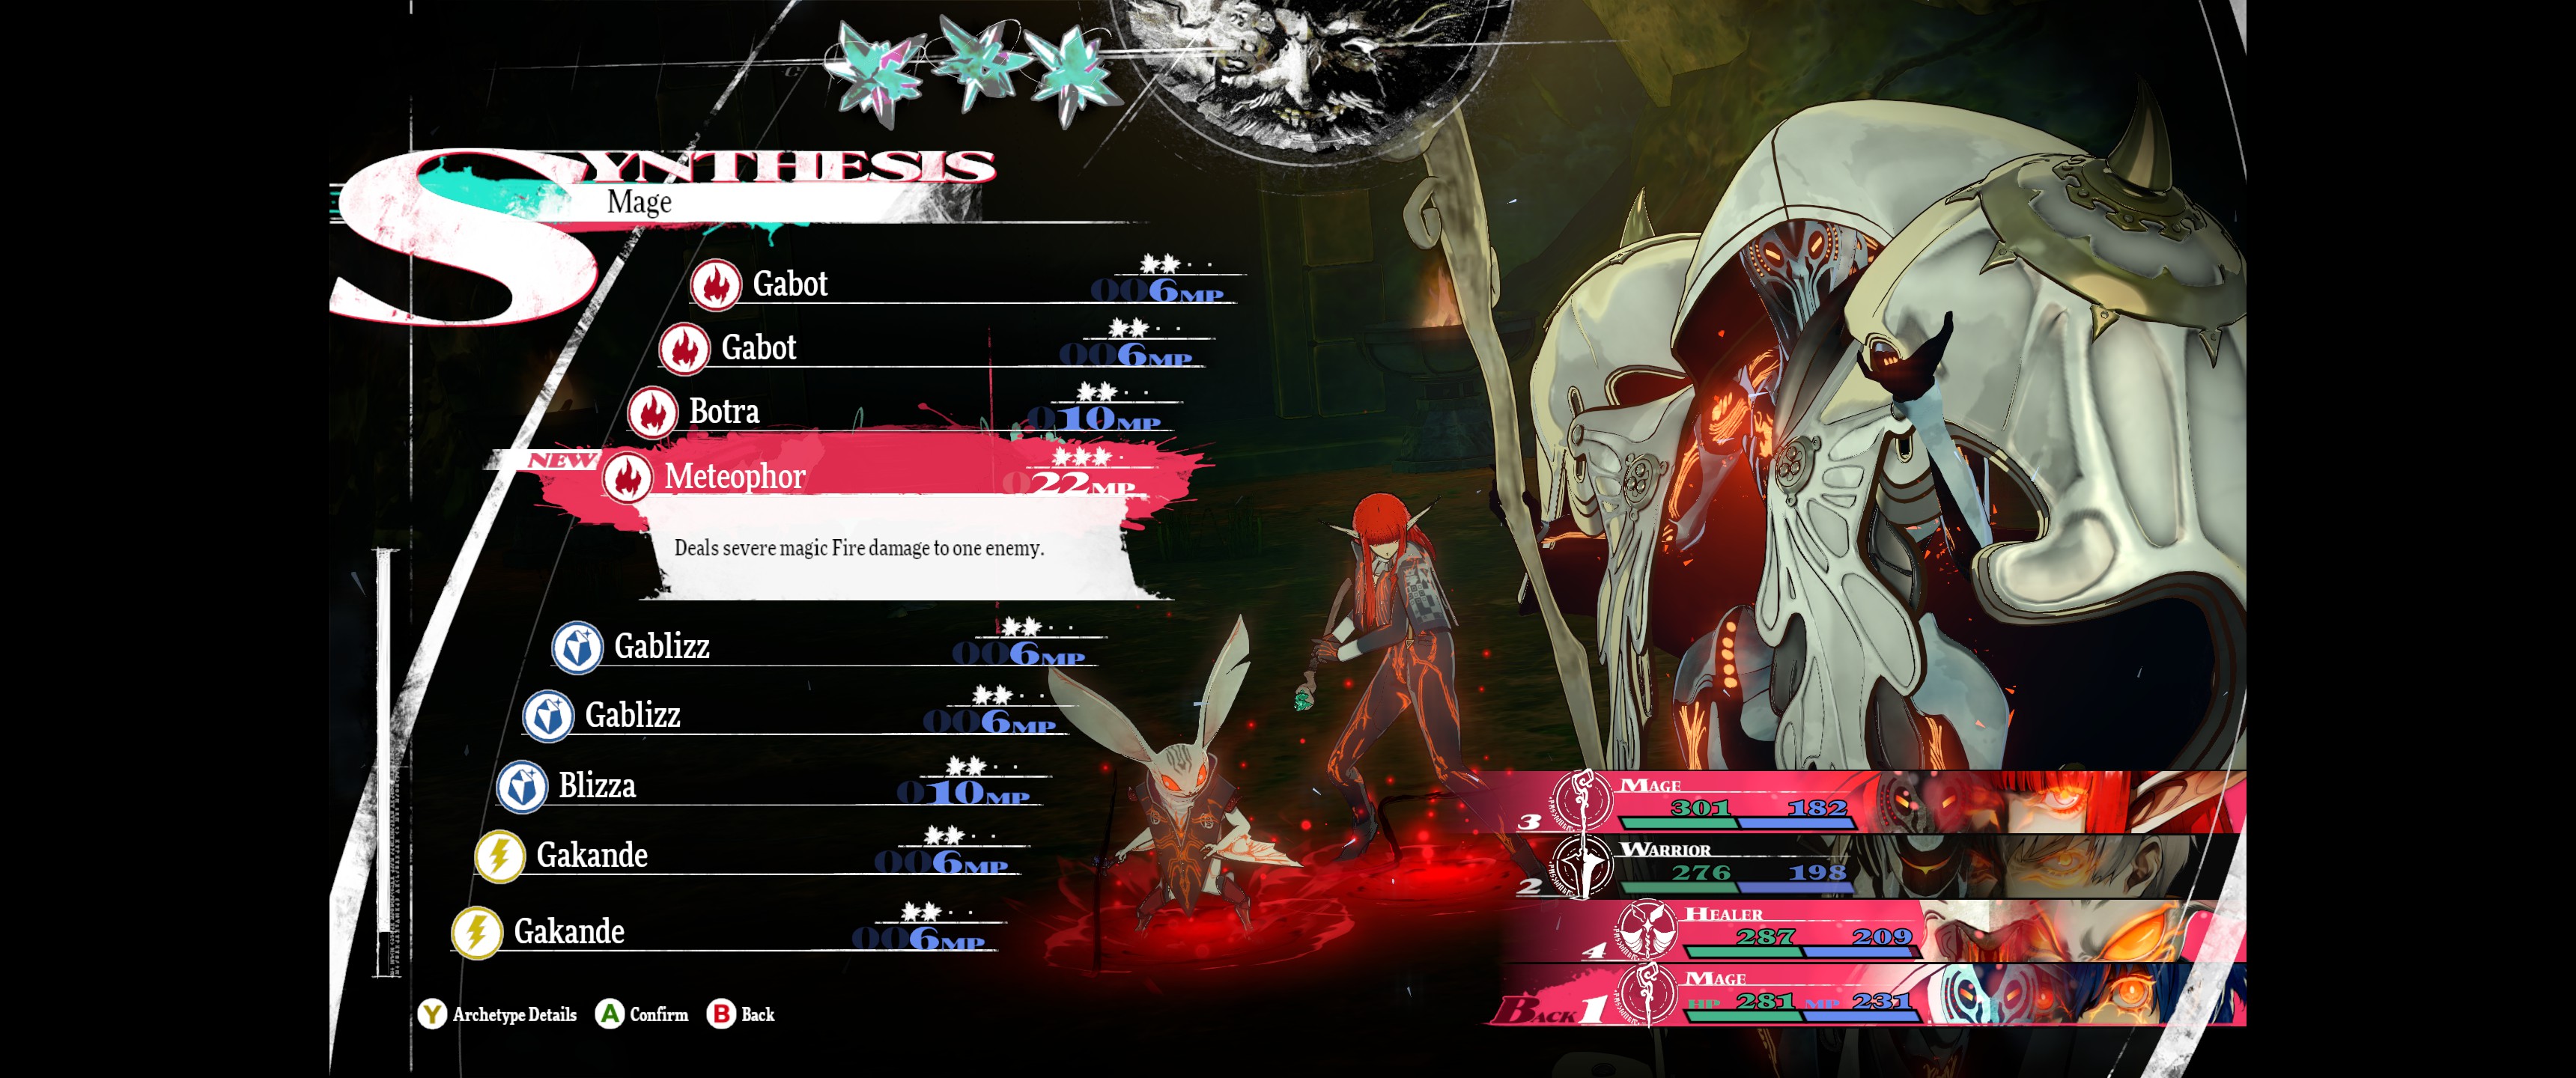 SYNTHESIS
Mage
Gabot
006MP
Gabot
006MP
Botra
010MP
NEW
Meteophor
022MP
Deals severe magic Fire damage to one enemy.
Gablizz
006MP
Gablizz
006MP
Blizza
010MP
Gakande
006MP
Gakande
006MP
Y Archetype Details A Confirm B Back
3 MAGE
301 182
2 WARRIOR
276 198
4 HEALER
287 209
BACK 1 MAGE
HP 281 MP 231